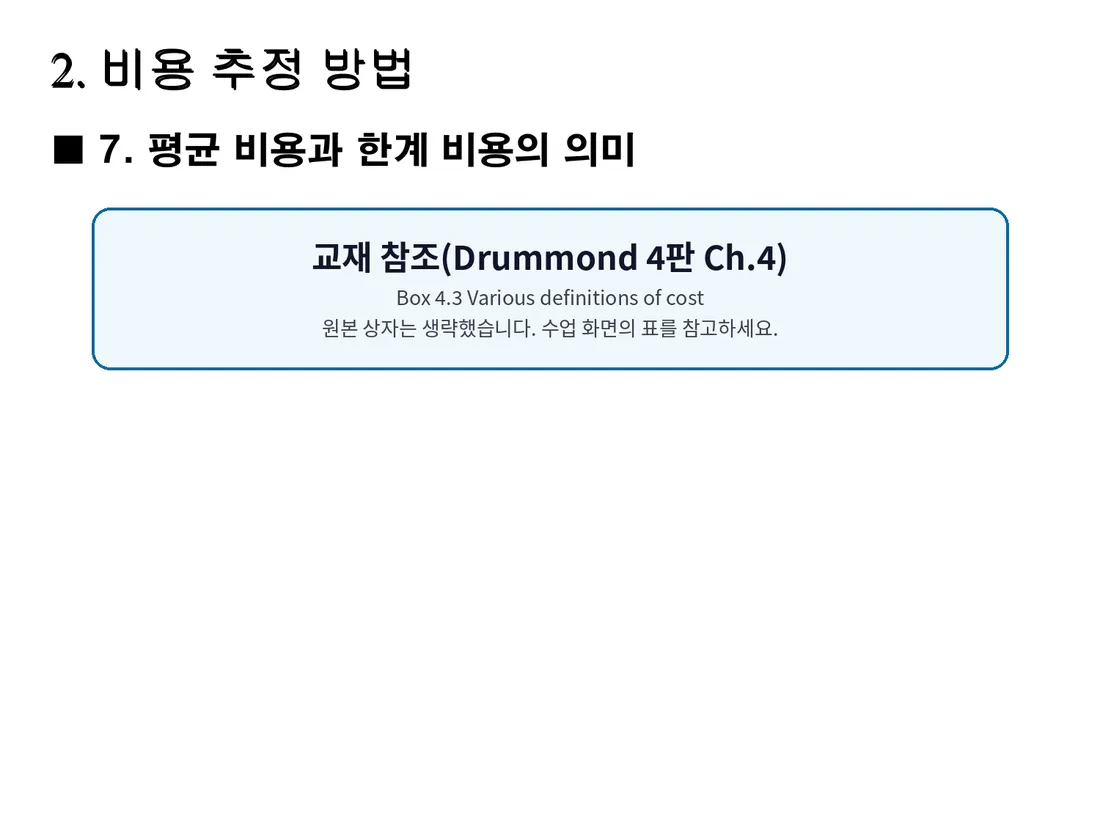 2. 비용 추정 방법
■ 7. 평균 비용과 한계 비용의 의미
교재 참조(Drummond 4판 Ch.4)
Box 4.3 Various definitions of cost
원본 상자는 생략했습니다. 수업 화면의 표를 참고하세요.